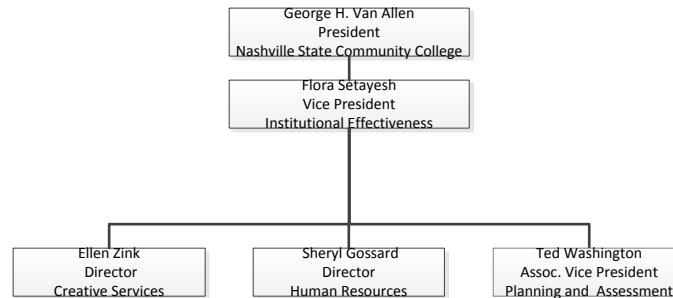 George H. Van Allen
President
Nashville State Community College
Flora Setayesh
Vice President
Institutional Effectiveness
Ellen Zink
Director
Creative Services
Sheryl Gossard
Director
Human Resources
Ted Washington
Assoc. Vice President
Planning and  Assessment